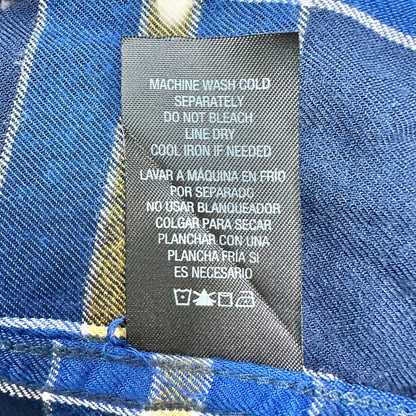 MACHINE WASH COLD
SEPARATELY
DO NOT BLEACH
LINE DRY
COOL IRON IF NEEDED
LAVAR A MÁQUINA EN FRÍO
POR SEPARADO
NO USAR BLANQUEADOR
COLGAR PARA SECAR
PLANCHAR CON UNA
PLANCHA FRÍA SI
ES NECESARIO